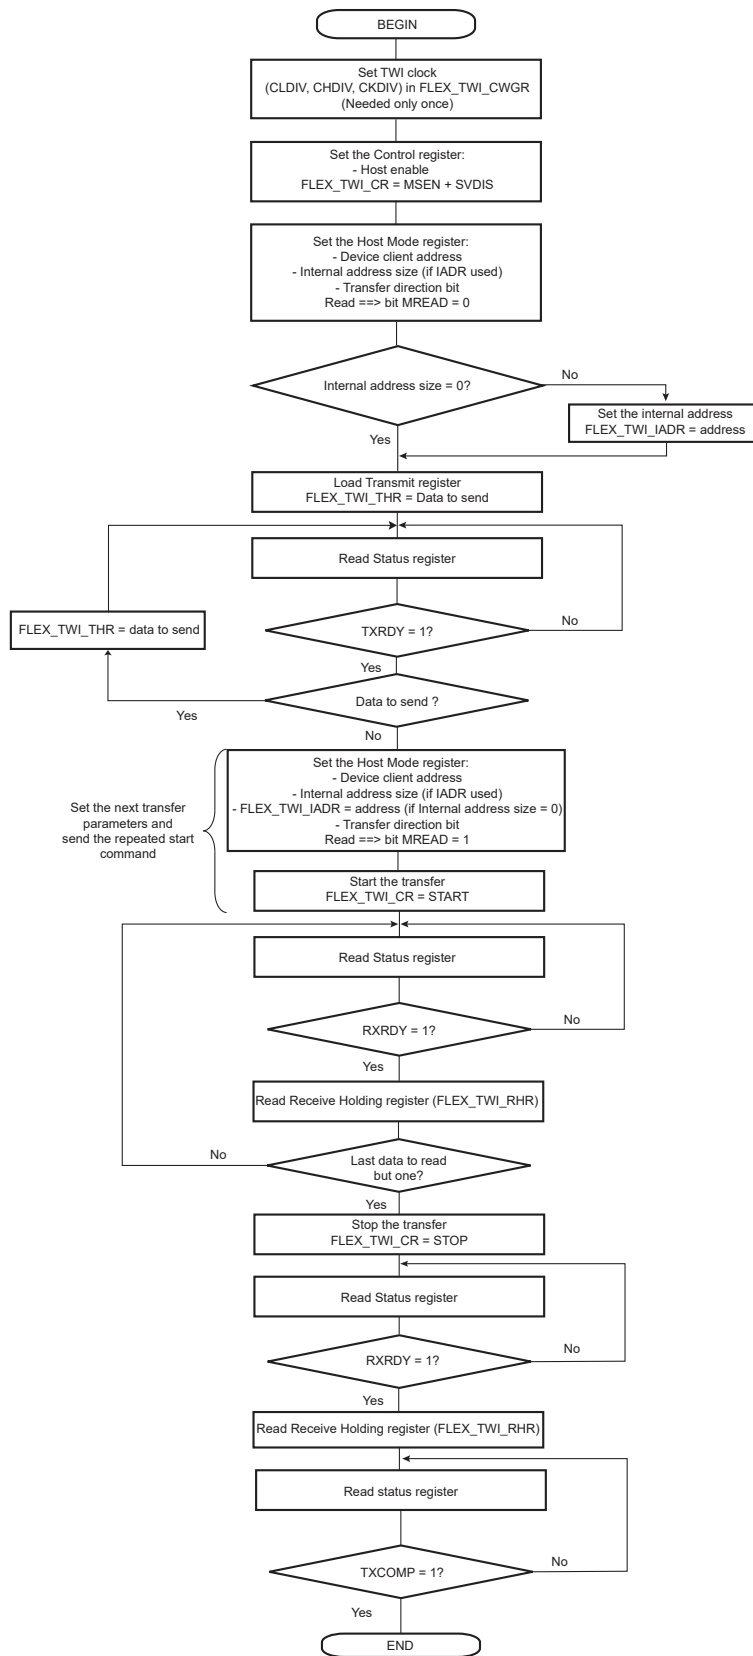 BEGIN
Set TWI clock
(CLDIV, CHDIV, CKDIV) in FLEX_TWI_CWGR
(Needed only once)
Set the Control register:
- Host enable
FLEX_TWI_CR = MSEN + SVDIS
Set the Host Mode register:
- Device client address
- Internal address size (if IADR used)
- Transfer direction bit
Read ==> bit MREAD = 0
Internal address size = 0?
No
Set the internal address
FLEX_TWI_IADR = address
Yes
Load Transmit register
FLEX_TWI_THR = Data to send
Read Status register
FLEX_TWI_THR = data to send
TXRDY = 1?
No
Yes
Data to send ?
Yes
No
Set the next transfer
parameters and
send the repeated start
command
Set the Host Mode register:
- Device client address
- Internal address size (if IADR used)
- FLEX_TWI_IADR = address (if Internal address size = 0)
- Transfer direction bit
Read ==> bit MREAD = 1
Start the transfer
FLEX_TWI_CR = START
Read Status register
RXRDY = 1?
No
Yes
Read Receive Holding register (FLEX_TWI_RHR)
No
Last data to read
but one?
Yes
Stop the transfer
FLEX_TWI_CR = STOP
Read Status register
RXRDY = 1?
No
Yes
Read Receive Holding register (FLEX_TWI_RHR)
Read status register
TXCOMP = 1?
No
Yes
END